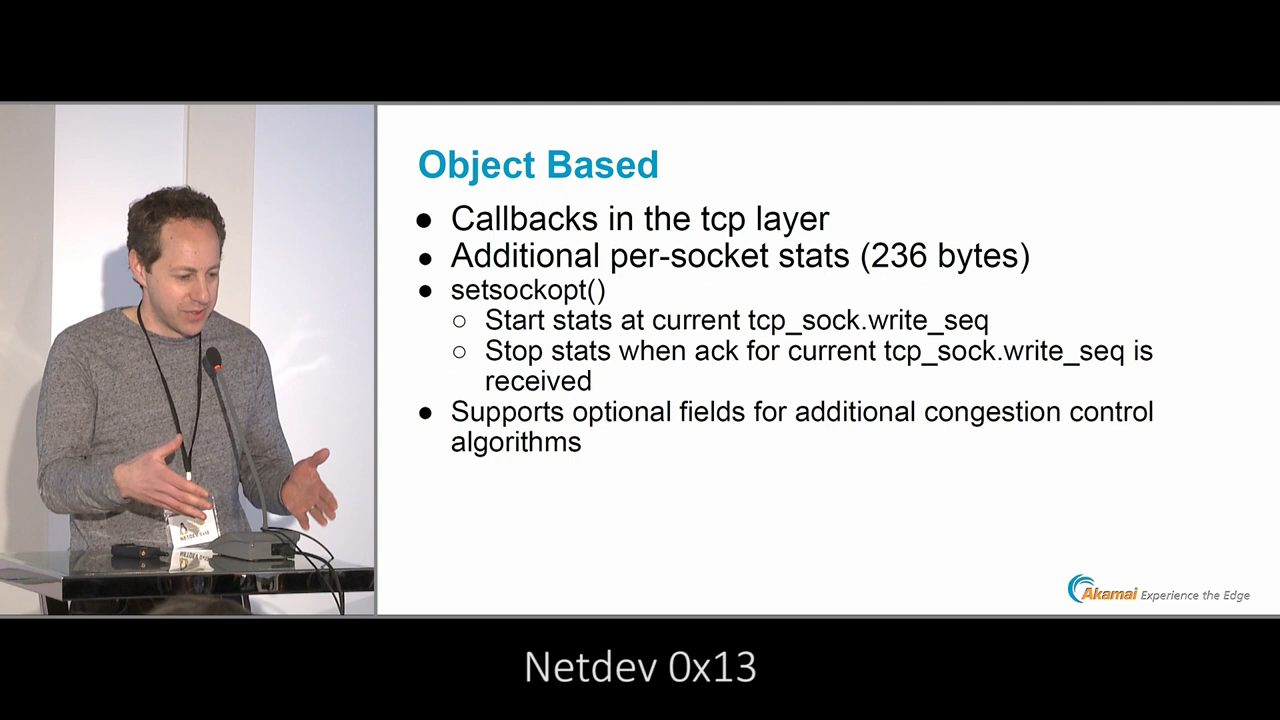 Object Based
● Callbacks in the tcp layer
● Additional per-socket stats (236 bytes)
● setsockopt()
○ Start stats at current tcp_sock.write_seq
○ Stop stats when ack for current tcp_sock.write_seq is
received
● Supports optional fields for additional congestion control
algorithms
NETDEV 0x13
Akamai Experience the Edge
Netdev 0x13